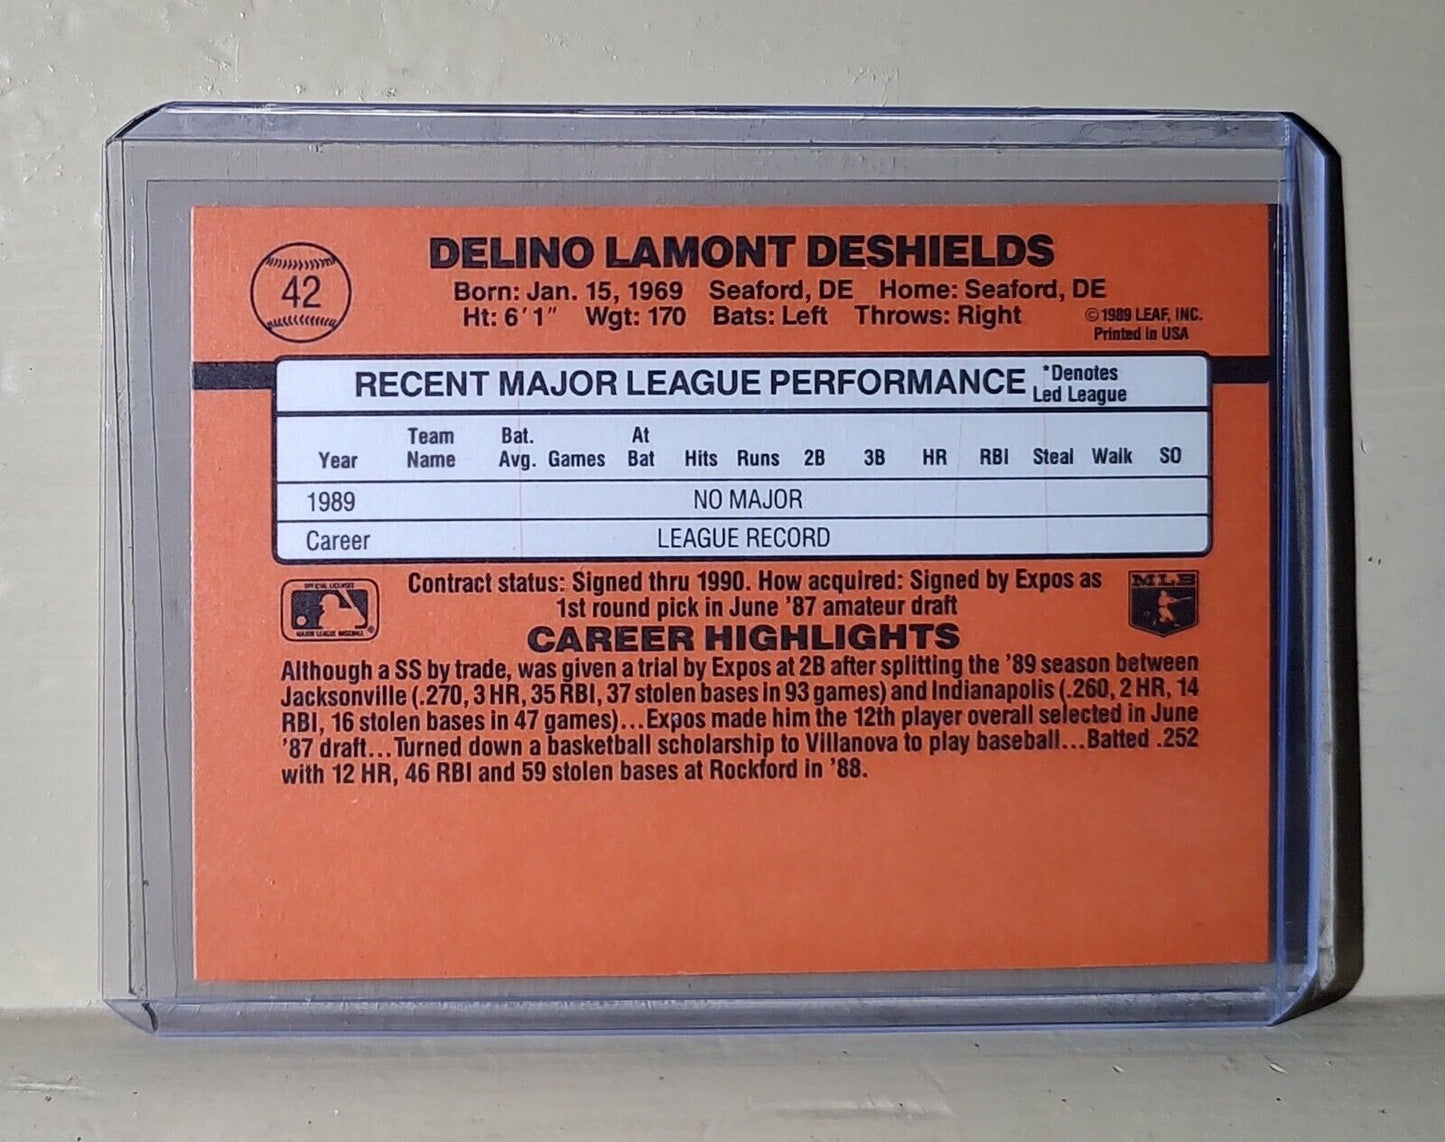 42
DELINO LAMONT DESHIELDS
Born: Jan. 15, 1969 Seaford, DE Home: Seaford, DE
Ht: 6'1" Wgt: 170 Bats: Left Throws: Right
©1989 LEAF, INC.
Printed in USA
RECENT MAJOR LEAGUE PERFORMANCE *Denotes
Led League
Year Team Name Bat. Avg. Games At Bat Hits Runs 2B 3B HR RBI Steal Walk SO
1989 NO MAJOR
Career LEAGUE RECORD
OFFICIAL LICENSEE
MAJOR LEAGUE BASEBALL ®
Contract status: Signed thru 1990. How acquired: Signed by Expos as
1st round pick in June '87 amateur draft
MLB
CAREER HIGHLIGHTS
Although a SS by trade, was given a trial by Expos at 2B after splitting the '89 season between
Jacksonville (.270, 3 HR, 35 RBI, 37 stolen bases in 93 games) and Indianapolis (.260, 2 HR, 14
RBI, 16 stolen bases in 47 games)...Expos made him the 12th player overall selected in June
'87 draft...Turned down a basketball scholarship to Villanova to play baseball...Batted .252
with 12 HR, 46 RBI and 59 stolen bases at Rockford in '88.